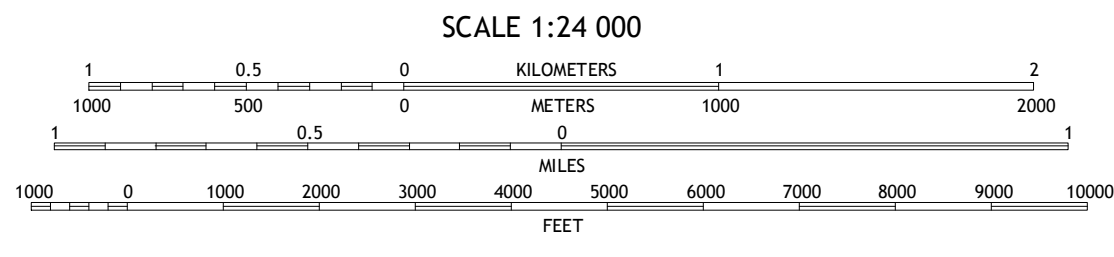 SCALE 1:24 000
1 0.5 0 KILOMETERS 1 2
1000 500 0 METERS 1000 2000
1 0.5 0 1
MILES
1000 0 1000 2000 3000 4000 5000 6000 7000 8000 9000 10000
FEET